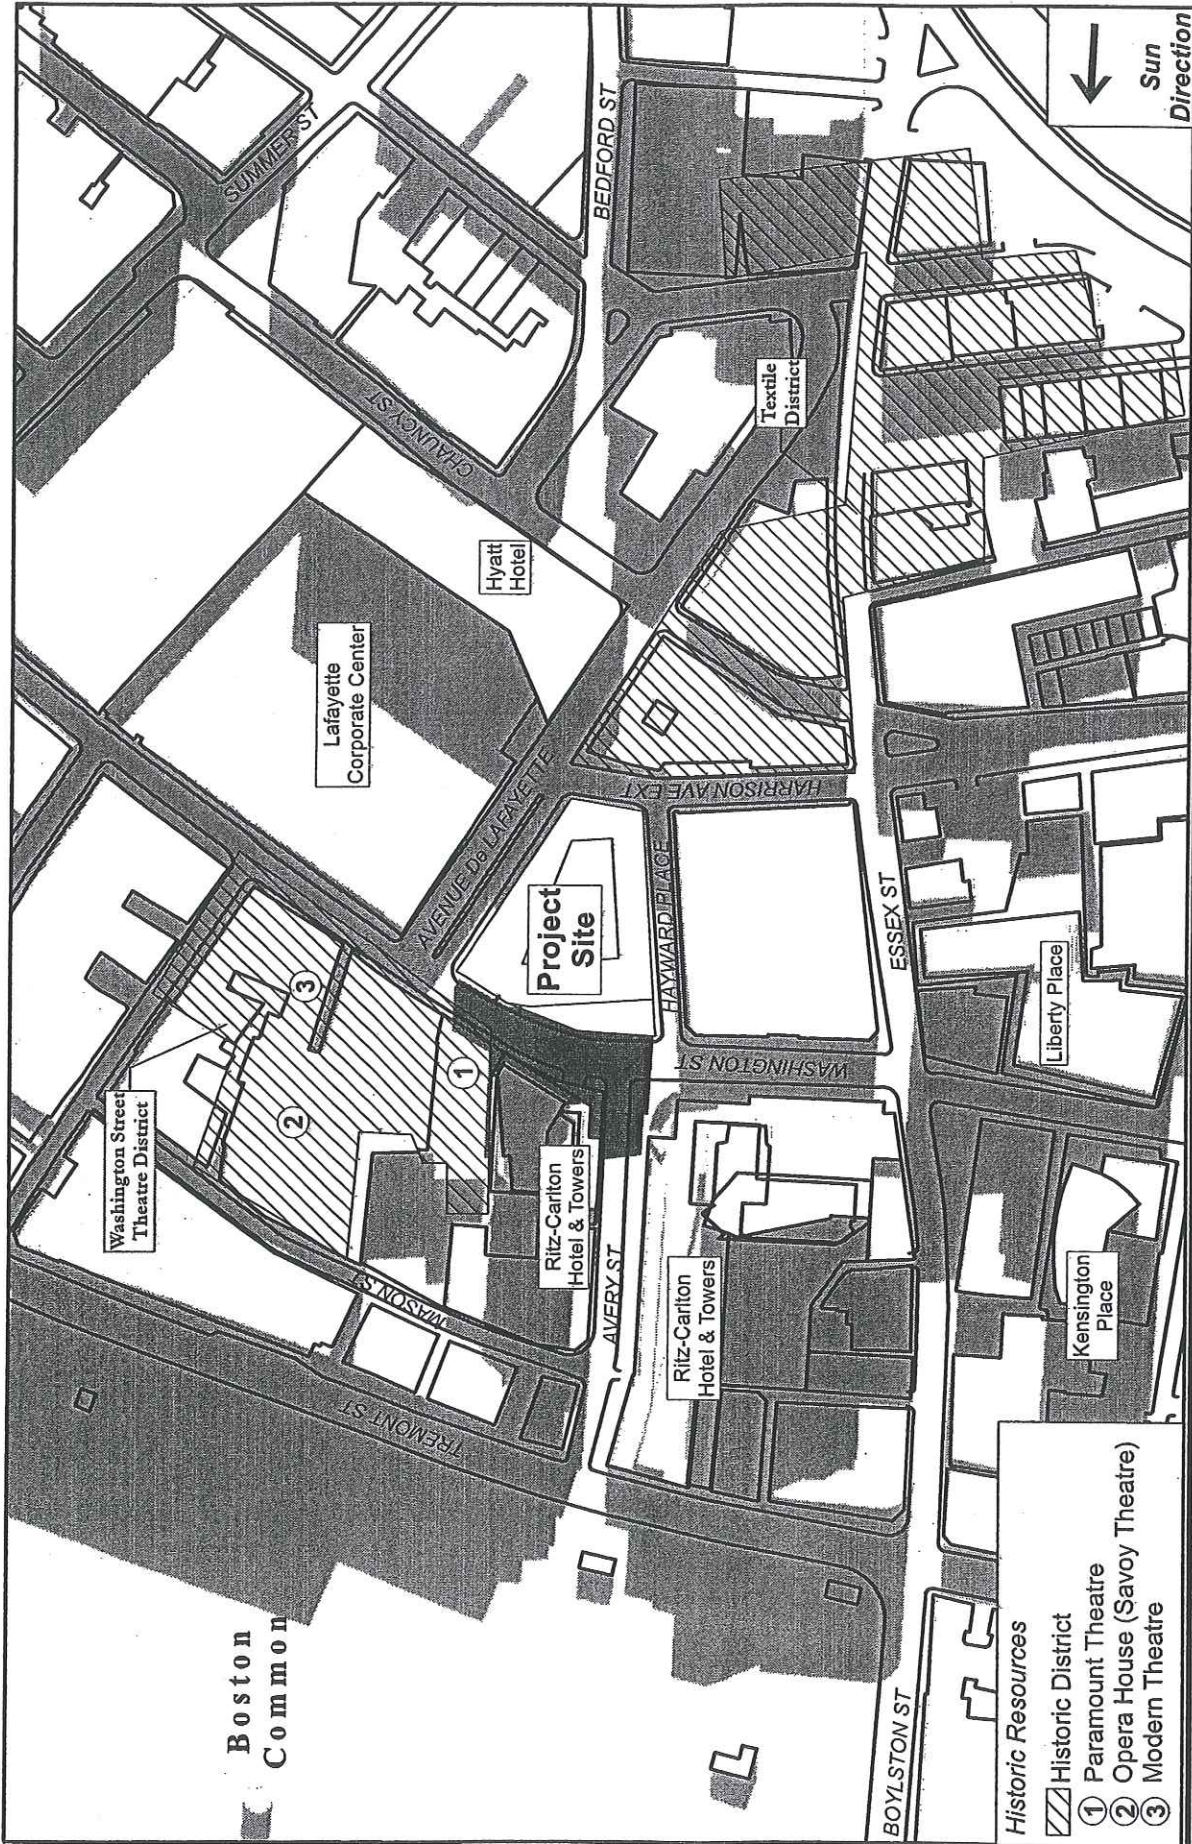 Boston
Common
Washington Street
Theatre District
SUMMER ST
CHAUNCY ST
BEDFORD ST
Lafayette
Corporate Center
Hyatt
Hotel
Textile
District
AVENUE De LAFAYETTE
HARRISON AVE EXT
HAYWARD PLACE
Project
Site
ESSEX ST
WASHINGTON ST
Liberty Place
3
2
1
Ritz-Carlton
Hotel & Towers
MASON ST
AVERY ST
TREMONT ST
Ritz-Carlton
Hotel & Towers
Kensington
Place
BOYLSTON ST
Sun
Direction
Historic Resources
Historic District
1 Paramount Theatre
2 Opera House (Savoy Theatre)
3 Modern Theatre